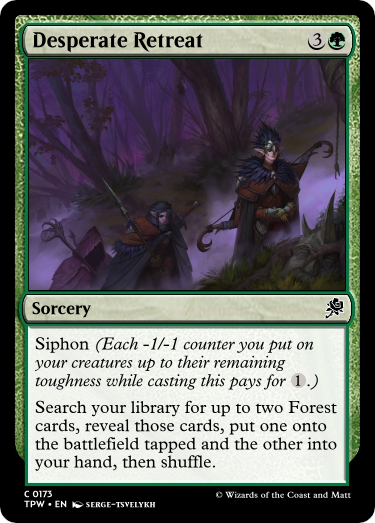 Desperate Retreat 3
Sorcery
Siphon (Each -1/-1 counter you put on
your creatures up to their remaining
toughness while casting this pays for 1.)
Search your library for up to two Forest
cards, reveal those cards, put one onto
the battlefield tapped and the other into
your hand, then shuffle.
C 0173
TPW • EN SERGE-TSVELYKH
© Wizards of the Coast and Matt